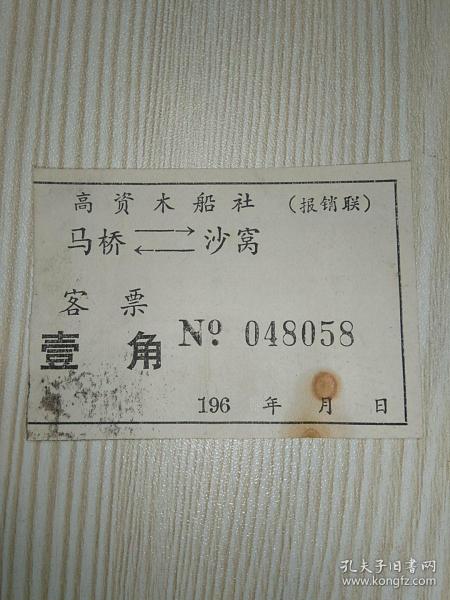 高资木船社 (报销联)
马桥⇄沙窝
客票
壹角 Nº 048058
196 年 月 日
孔夫子旧书网
www.kongfz.com